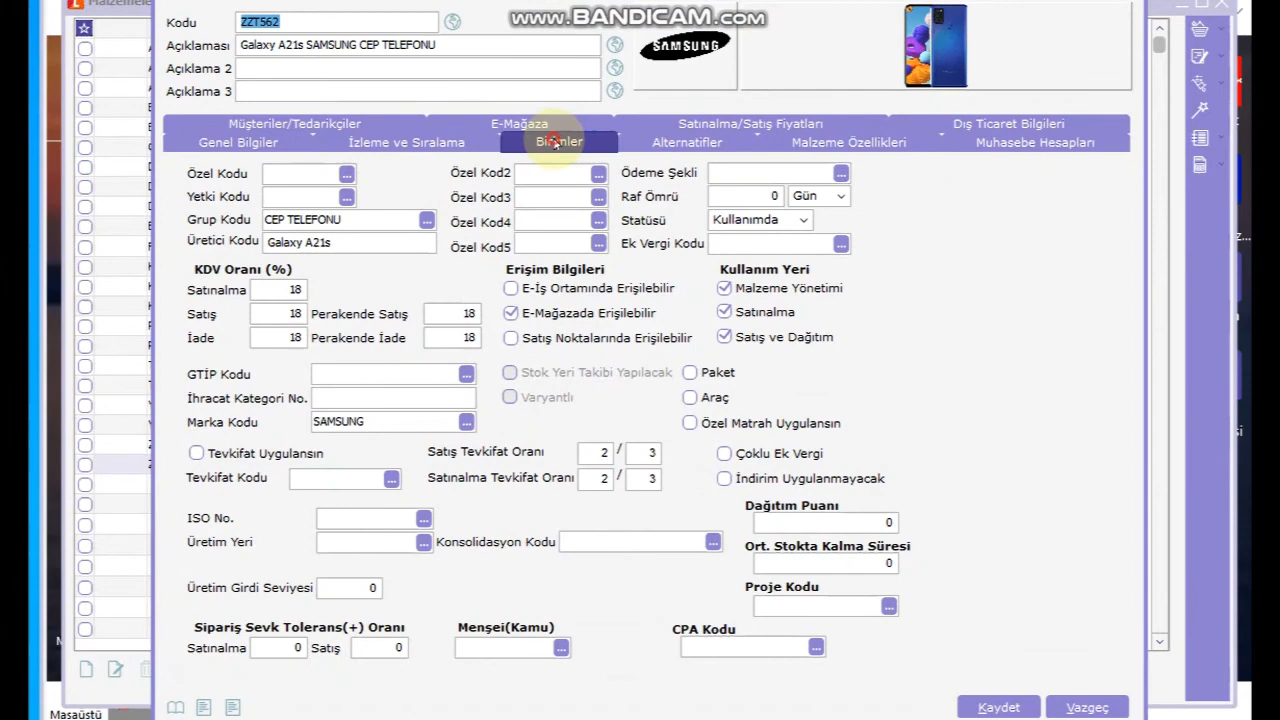 Malzemeler
www.BANDICAM.com
Kodu ZZT562
Açıklaması Galaxy A21s SAMSUNG CEP TELEFONU
SAMSUNG
Açıklama 2
Açıklama 3
Müşteriler/Tedarikçiler E-Mağaza Satınalma/Satış Fiyatları Dış Ticaret Bilgileri
Genel Bilgiler İzleme ve Sıralama Birimler Alternatifler Malzeme Özellikleri Muhasebe Hesapları
Özel Kodu Özel Kod2 Ödeme Şekli
Yetki Kodu Özel Kod3 Raf Ömrü 0 Gün
Grup Kodu CEP TELEFONU Özel Kod4 Statüsü Kullanımda
Üretici Kodu Galaxy A21s Özel Kod5 Ek Vergi Kodu
KDV Oranı (%) Erişim Bilgileri Kullanım Yeri
Satınalma 18 E-İş Ortamında Erişilebilir Malzeme Yönetimi
Satış 18 Perakende Satış 18 E-Mağazada Erişilebilir Satınalma
İade 18 Perakende İade 18 Satış Noktalarında Erişilebilir Satış ve Dağıtım
GTİP Kodu Stok Yeri Takibi Yapılacak Paket
İhracat Kategori No. Varyantlı Araç
Marka Kodu SAMSUNG Özel Matrah Uygulansın
Tevkifat Uygulansın Satış Tevkifat Oranı 2 / 3 Çoklu Ek Vergi
Tevkifat Kodu Satınalma Tevkifat Oranı 2 / 3 İndirim Uygulanmayacak
ISO No. Dağıtım Puanı 0
Üretim Yeri Konsolidasyon Kodu Ort. Stokta Kalma Süresi 0
Üretim Girdi Seviyesi 0 Proje Kodu
Sipariş Sevk Tolerans(+) Oranı Menşei(Kamu) CPA Kodu
Satınalma 0 Satış 0
Kaydet Vazgeç
Masaüstü